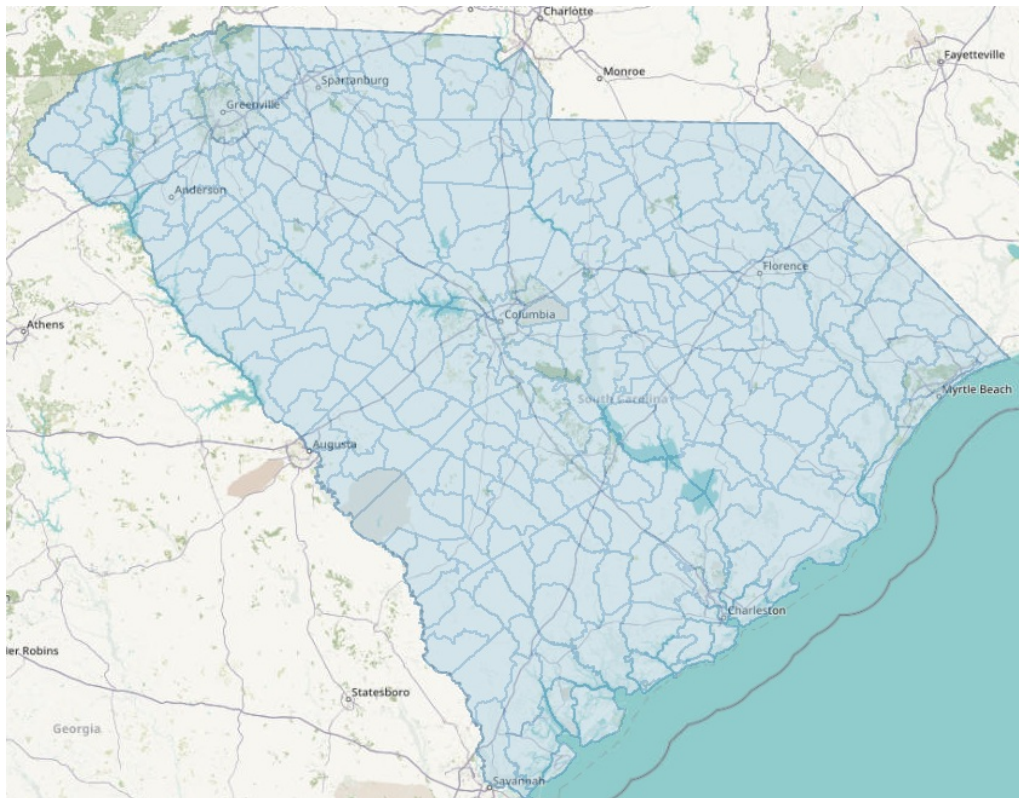 Charlotte
Fayetteville
Monroe
Spartanburg
Greenville
Anderson
Florence
Athens
Columbia
Myrtle Beach
South Carolina
Augusta
Charleston
er Robins
Statesboro
Georgia
Savannah